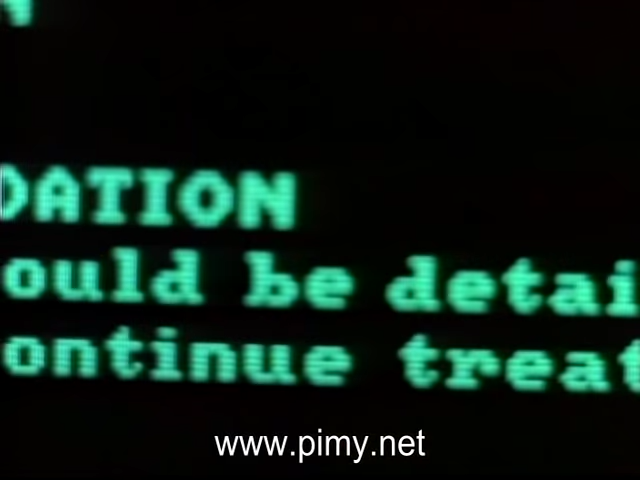 N
DATION
ould be detai
ontinue treat
www.pimy.net